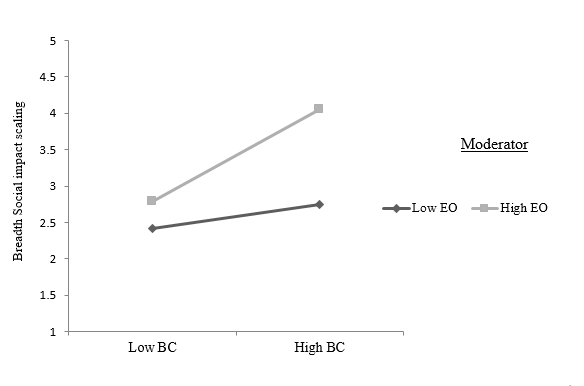 5
4.5
4
3.5
3
2.5
2
1.5
1
Breadth Social impact scaling
Low BC High BC
Moderator
Low EO High EO